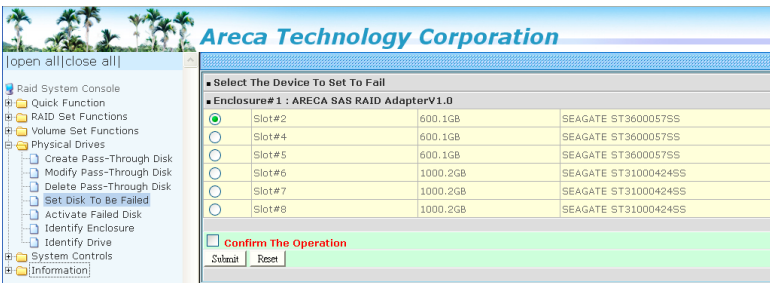 Areca Technology Corporation
|open all|close all|
Raid System Console
Quick Function
RAID Set Functions
Volume Set Functions
Physical Drives
Create Pass-Through Disk
Modify Pass-Through Disk
Delete Pass-Through Disk
Set Disk To Be Failed
Activate Failed Disk
Identify Enclosure
Identify Drive
System Controls
Information
Select The Device To Set To Fail
Enclosure#1 : ARECA SAS RAID AdapterV1.0
Slot#2 600.1GB SEAGATE ST3600057SS
Slot#4 600.1GB SEAGATE ST3600057SS
Slot#5 600.1GB SEAGATE ST3600057SS
Slot#6 1000.2GB SEAGATE ST31000424SS
Slot#7 1000.2GB SEAGATE ST31000424SS
Slot#8 1000.2GB SEAGATE ST31000424SS
Confirm The Operation
Submit Reset